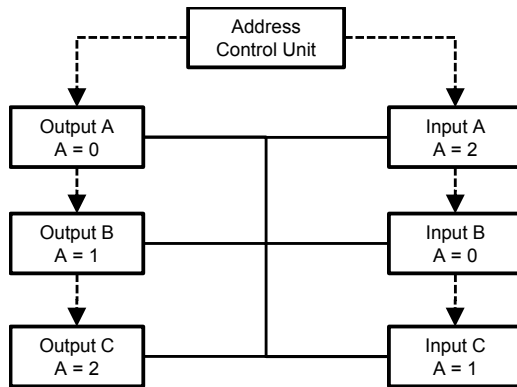 Address
Control Unit
Output A
A = 0
Input A
A = 2
Output B
A = 1
Input B
A = 0
Output C
A = 2
Input C
A = 1